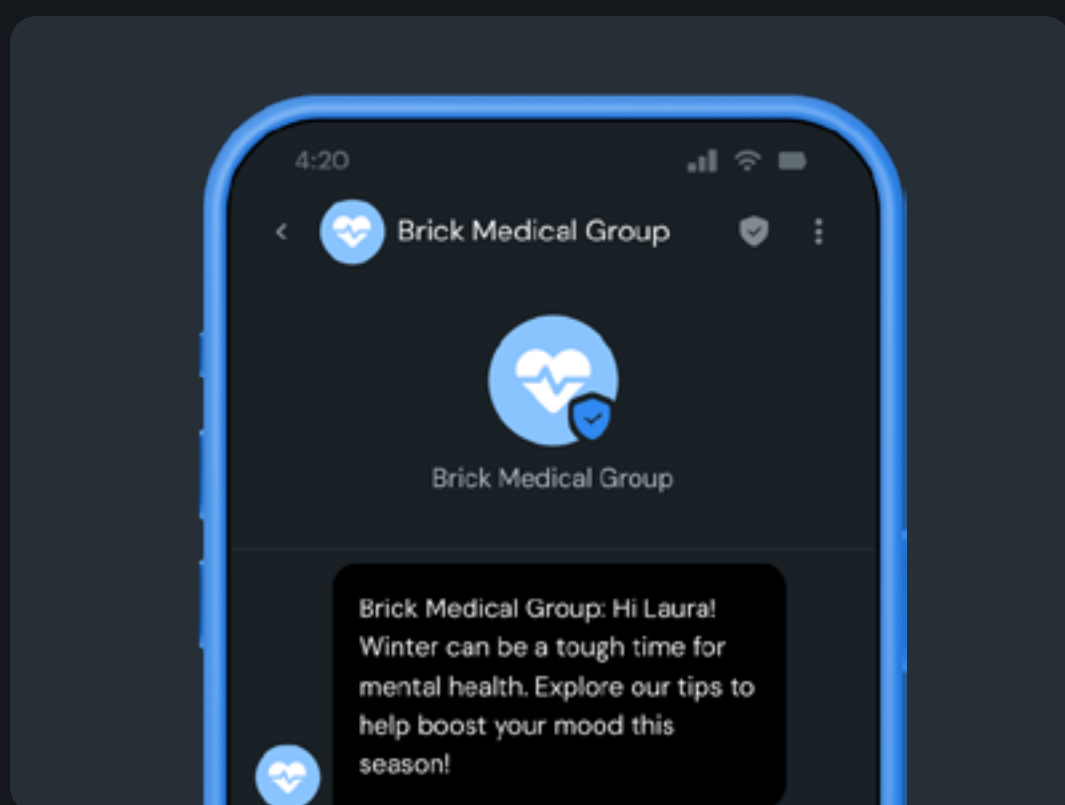 4:20
Brick Medical Group
Brick Medical Group
Brick Medical Group: Hi Laura!
Winter can be a tough time for
mental health. Explore our tips to
help boost your mood this
season!